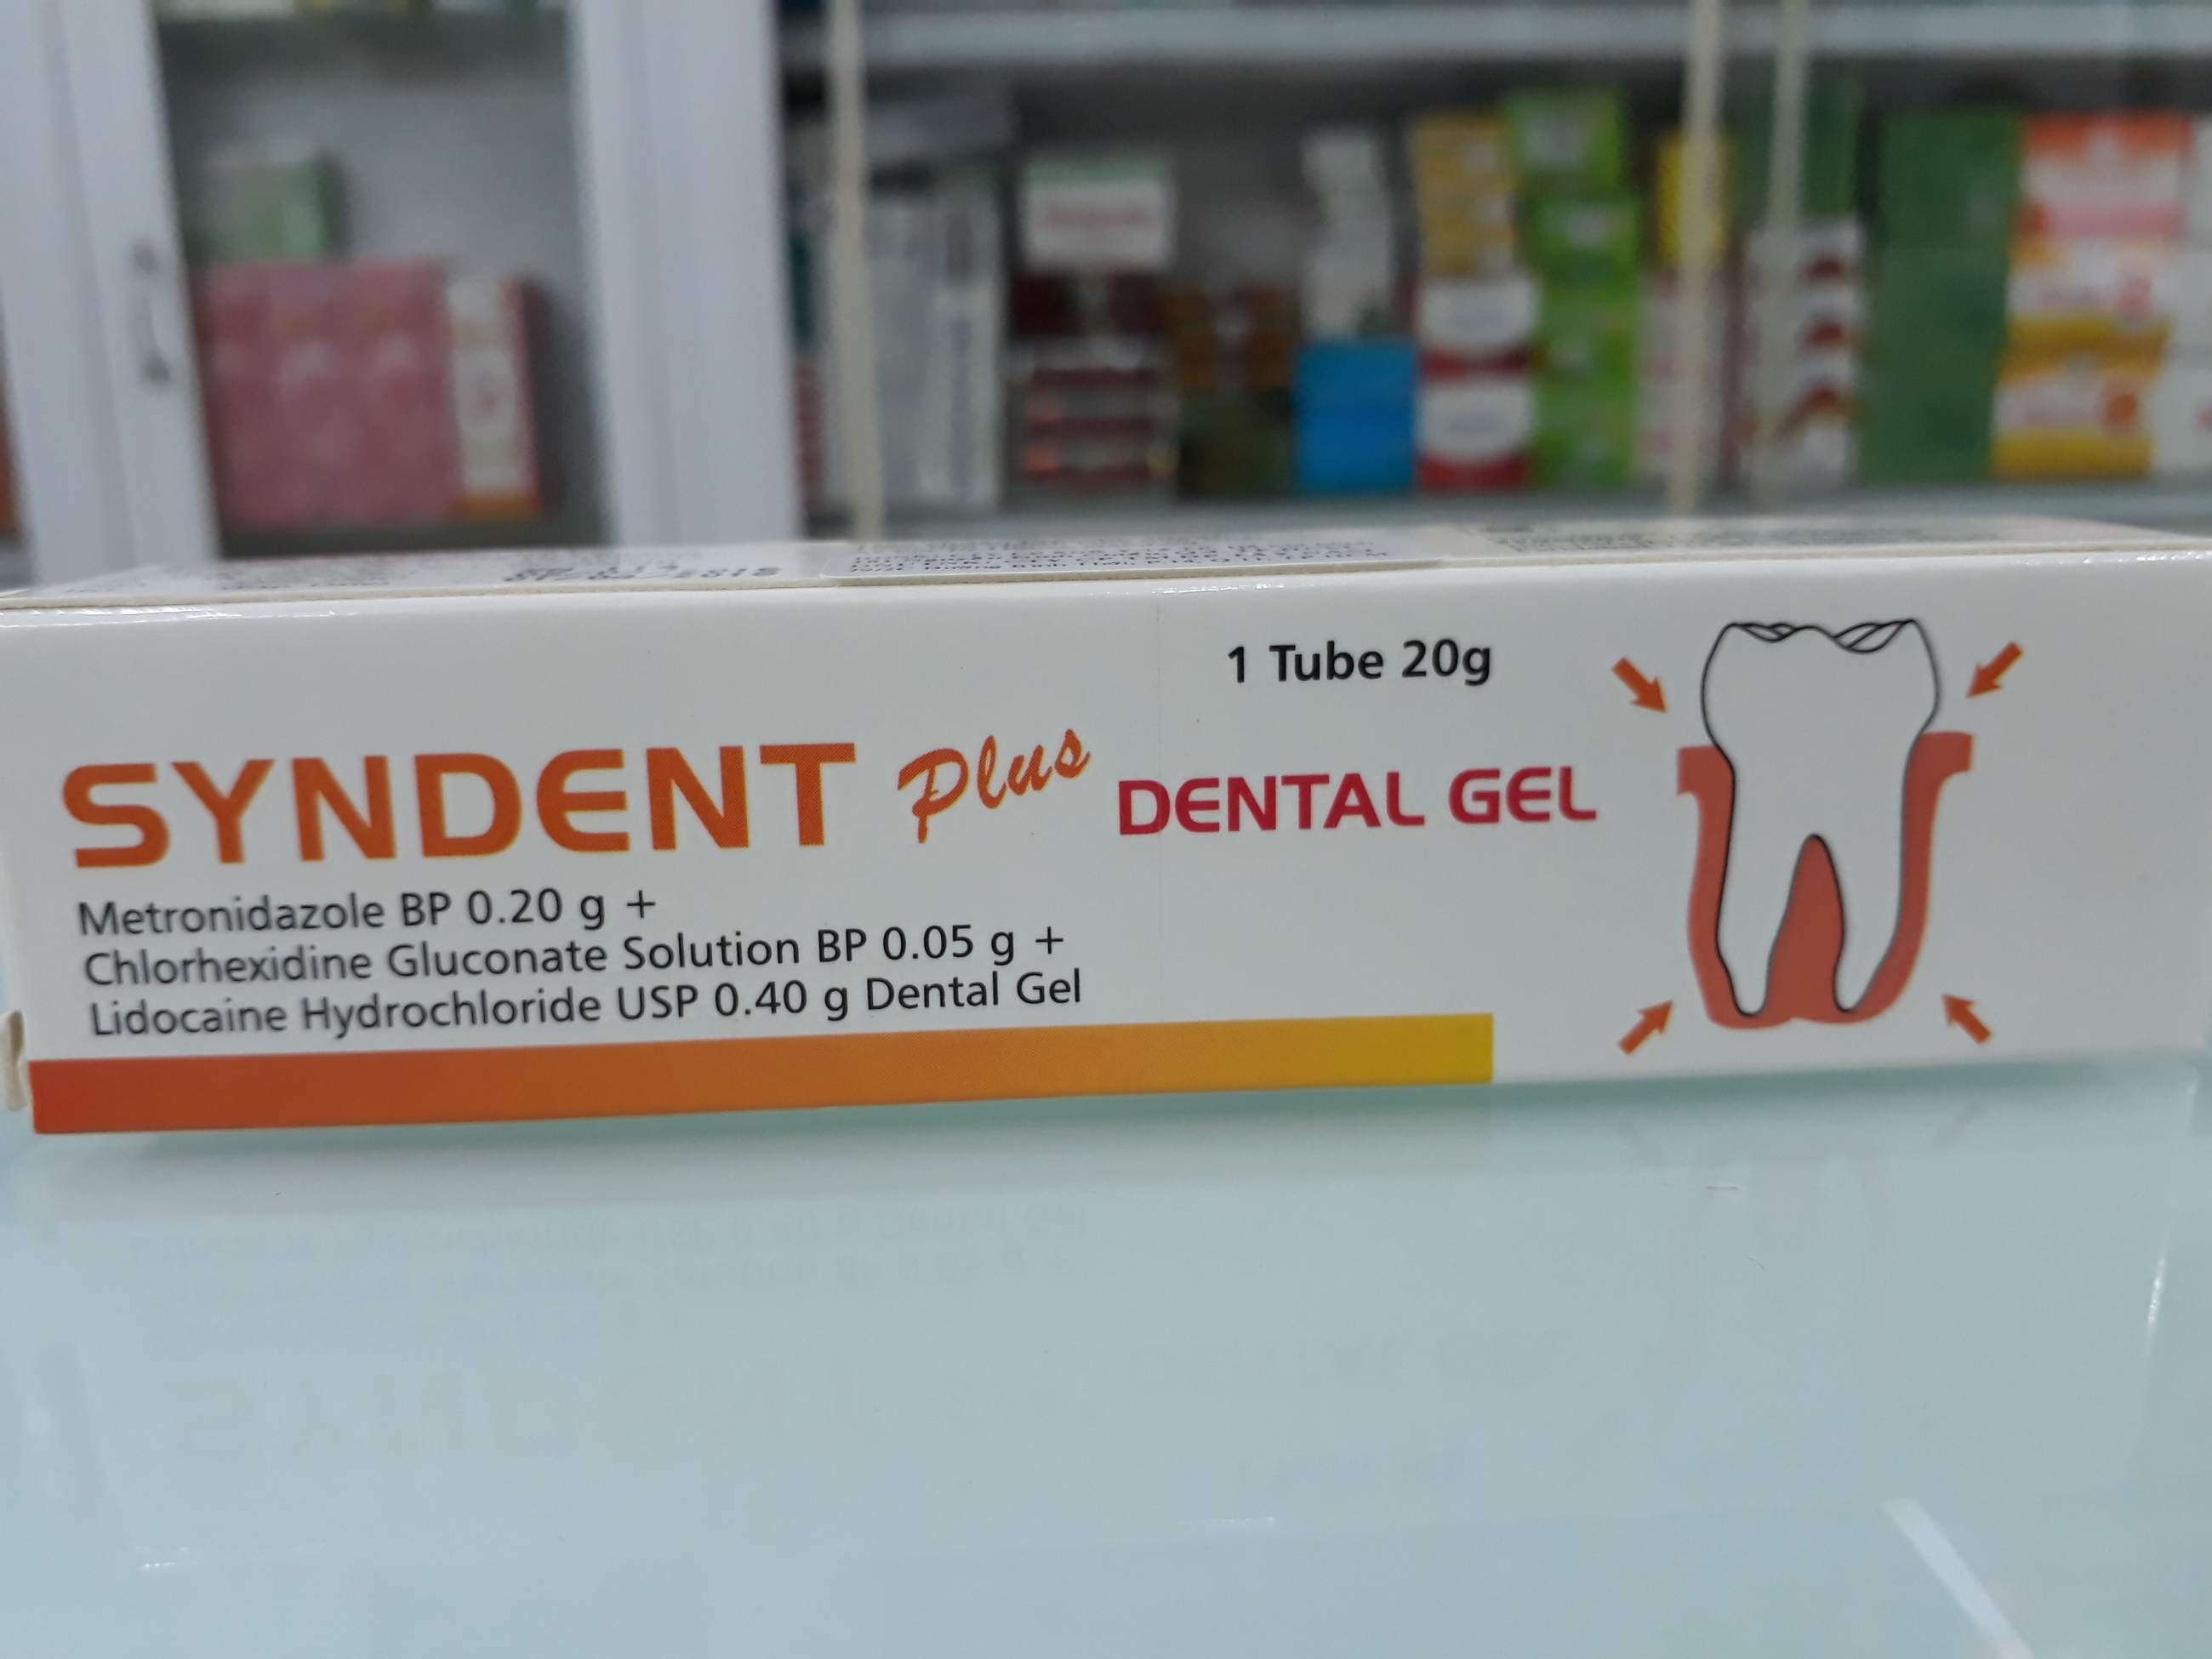 1 Tube 20g
SYNDENT Plus DENTAL GEL
Metronidazole BP 0.20 g +
Chlorhexidine Gluconate Solution BP 0.05 g +
Lidocaine Hydrochloride USP 0.40 g Dental Gel